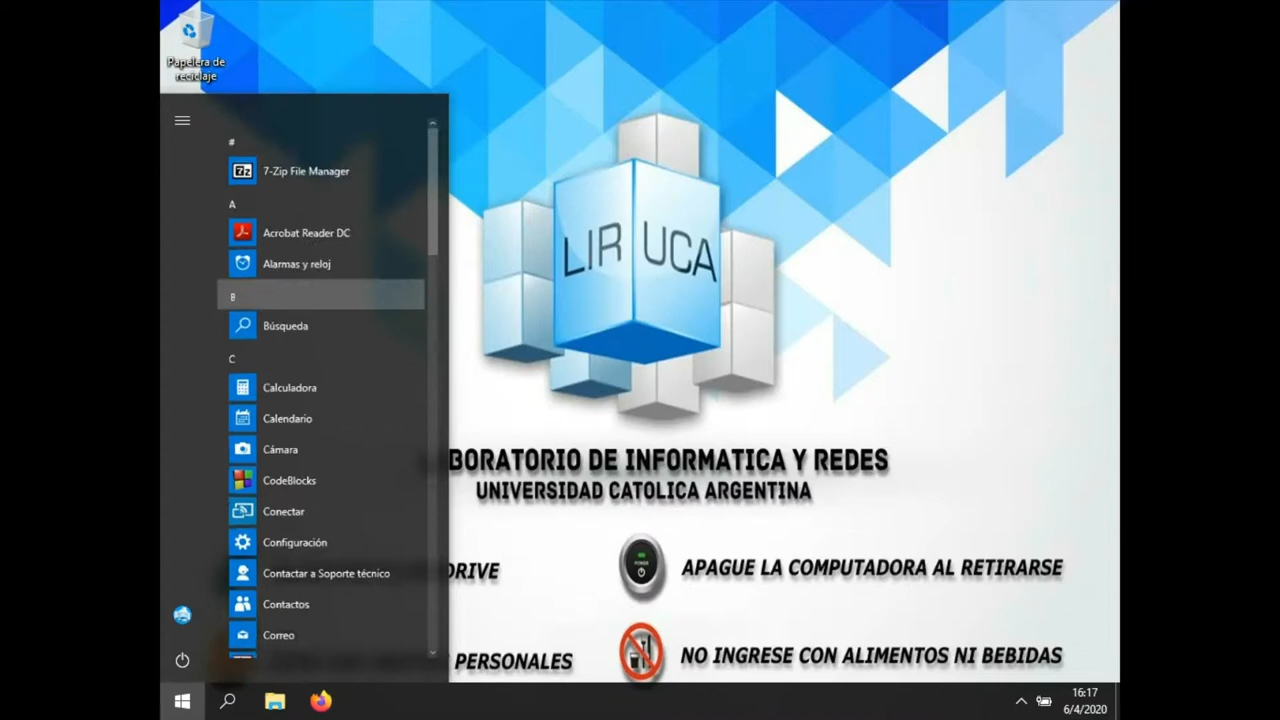 Papelera de
reciclaje
#
7-Zip File Manager
A
Acrobat Reader DC
Alarmas y reloj
B
Búsqueda
C
Calculadora
Calendario
Cámara
CodeBlocks
Conectar
Configuración
Contactar a Soporte técnico
Contactos
Correo
LIR UCA
BORATORIO DE INFORMATICA Y REDES
UNIVERSIDAD CATOLICA ARGENTINA
DRIVE
APAGUE LA COMPUTADORA AL RETIRARSE
PERSONALES
NO INGRESE CON ALIMENTOS NI BEBIDAS
16:17
6/4/2020